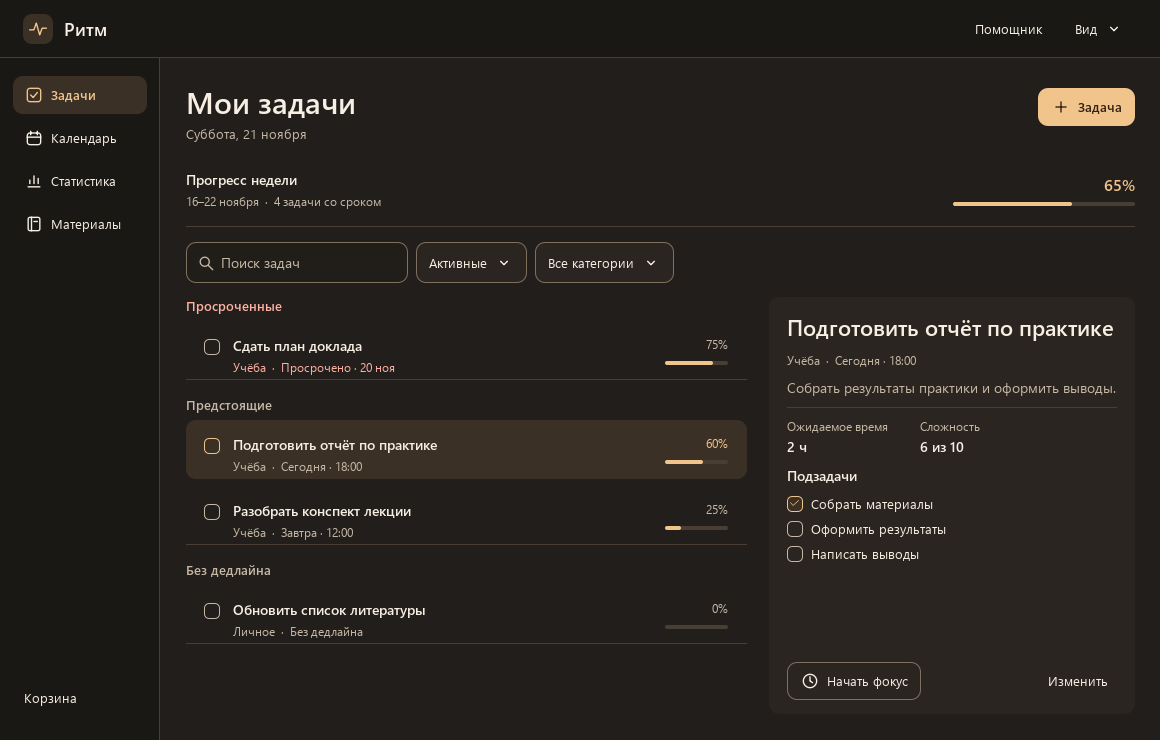 Ритм
Помощник
Вид
Задачи
Календарь
Статистика
Материалы
Корзина
Мои задачи
Суббота, 21 ноября
Задача
Прогресс недели
16–22 ноября · 4 задачи со сроком
65%
Поиск задач
Активные
Все категории
Просроченные
Сдать план доклада
75%
Учёба · Просрочено · 20 ноя
Предстоящие
Подготовить отчёт по практике
60%
Учёба · Сегодня · 18:00
Разобрать конспект лекции
25%
Учёба · Завтра · 12:00
Без дедлайна
Обновить список литературы
0%
Личное · Без дедлайна
Подготовить отчёт по практике
Учёба · Сегодня · 18:00
Собрать результаты практики и оформить выводы.
Ожидаемое время
Сложность
2 ч
6 из 10
Подзадачи
Собрать материалы
Оформить результаты
Написать выводы
Начать фокус
Изменить